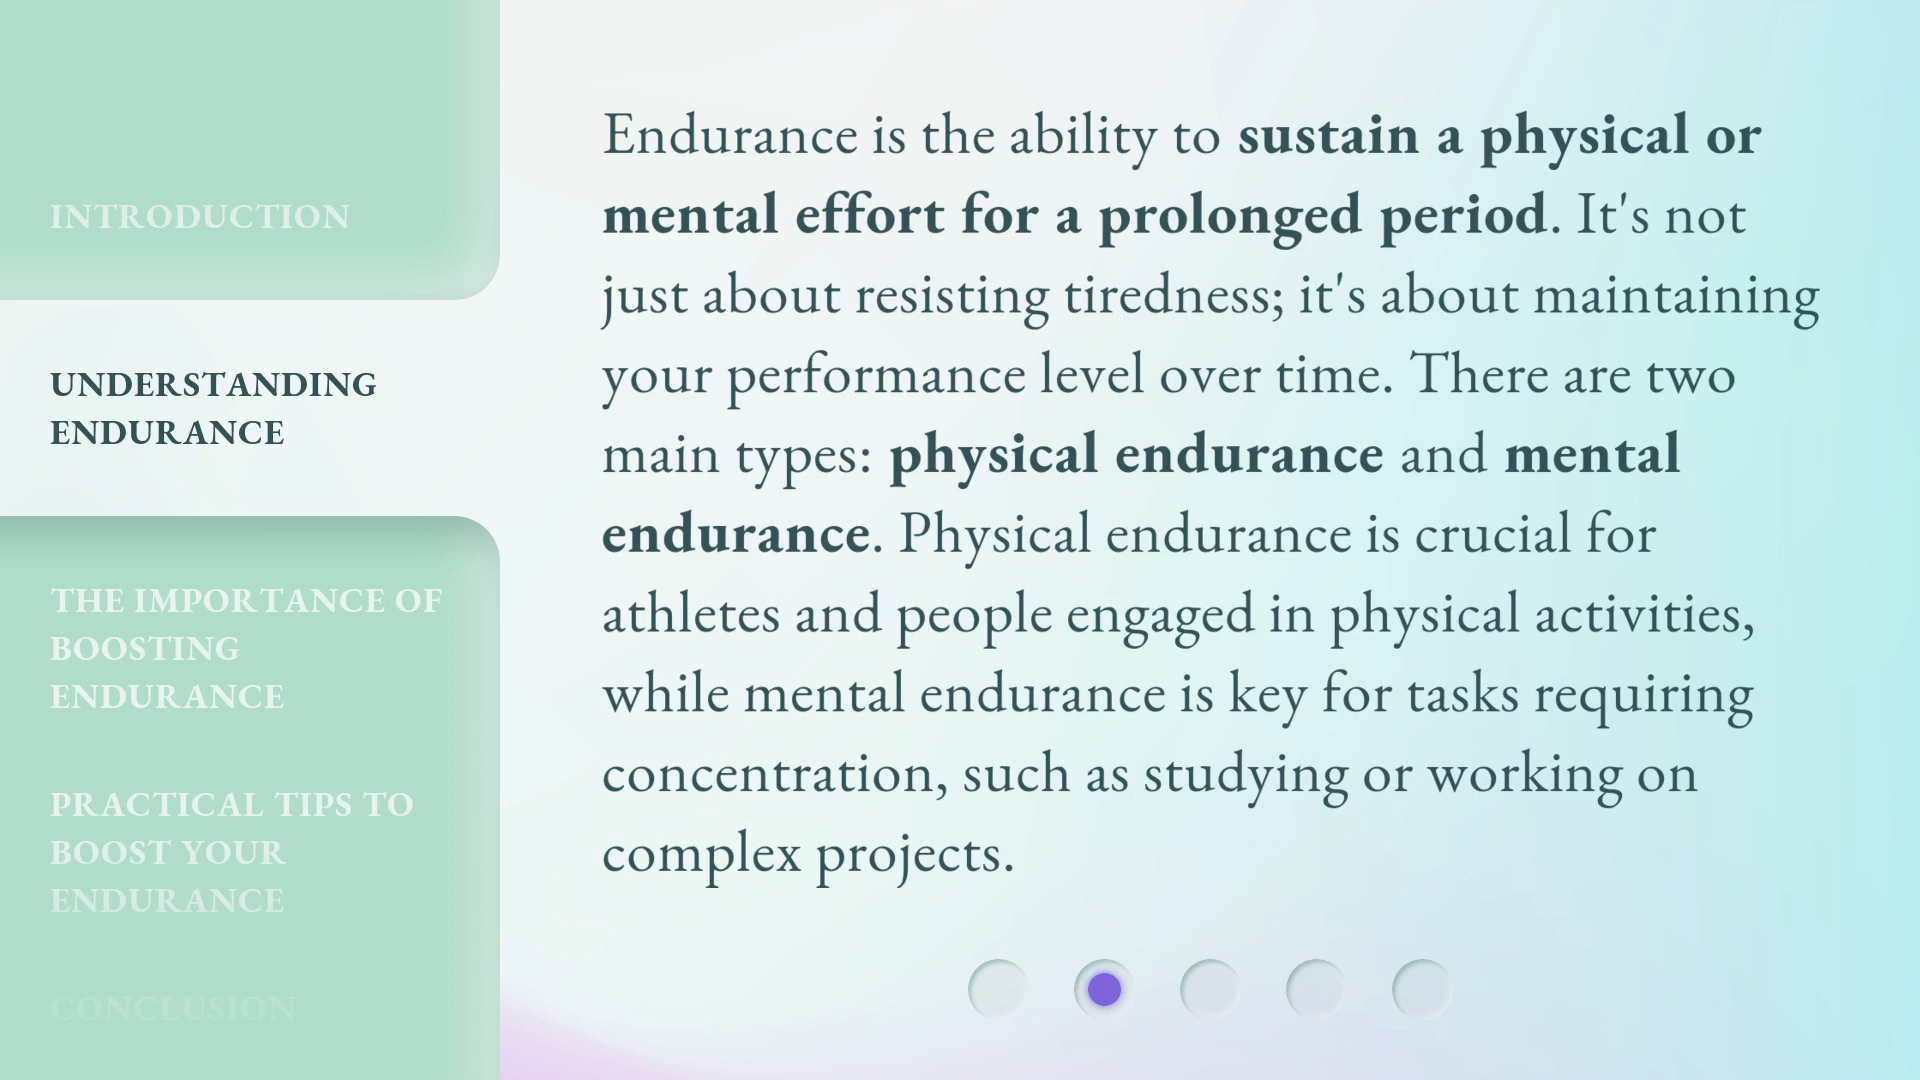 INTRODUCTION
UNDERSTANDING
ENDURANCE
THE IMPORTANCE OF
BOOSTING
ENDURANCE
PRACTICAL TIPS TO
BOOST YOUR
ENDURANCE
CONCLUSION
Endurance is the ability to sustain a physical or
mental effort for a prolonged period. It's not
just about resisting tiredness; it's about maintaining
your performance level over time. There are two
main types: physical endurance and mental
endurance. Physical endurance is crucial for
athletes and people engaged in physical activities,
while mental endurance is key for tasks requiring
concentration, such as studying or working on
complex projects.